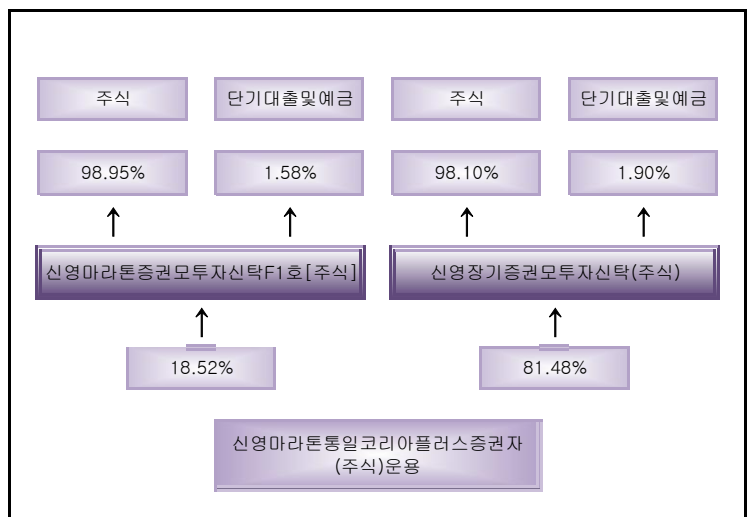 주식
단기대출및예금
주식
단기대출및예금
98.95%
1.58%
98.10%
1.90%
신영마라톤증권모투자신탁F1호[주식]
신영장기증권모투자신탁(주식)
18.52%
81.48%
신영마라톤통일코리아플러스증권자
(주식)운용